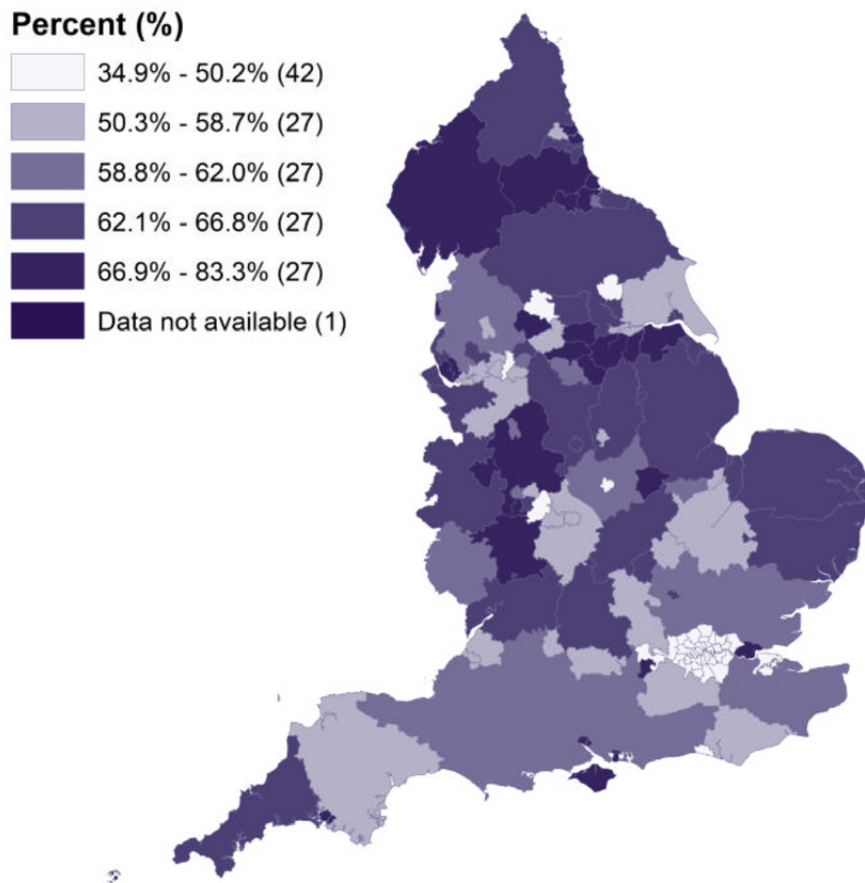 Percent (%)
34.9% - 50.2% (42)
50.3% - 58.7% (27)
58.8% - 62.0% (27)
62.1% - 66.8% (27)
66.9% - 83.3% (27)
Data not available (1)